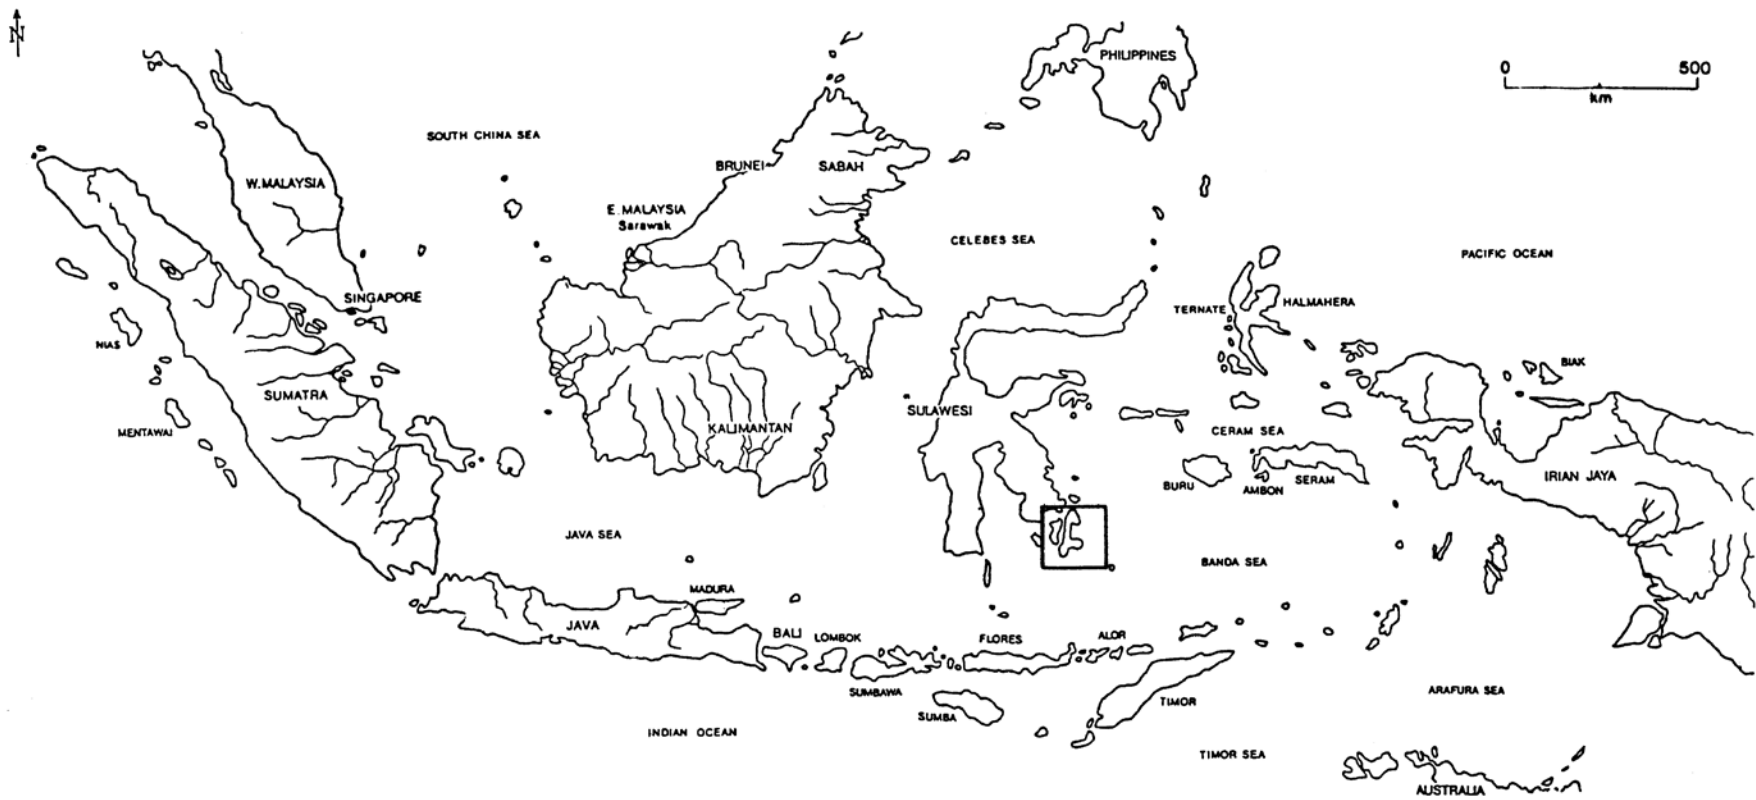 N
PHILIPPINES
0 500
km
SOUTH CHINA SEA
BRUNEI
SABAH
W.MALAYSIA
E. MALAYSIA
Sarawak
CELEBES SEA
PACIFIC OCEAN
SINGAPORE
TERNATE
HALMAHERA
NIAS
BIAK
SUMATRA
SULAWESI
MENTAWAI
KALIMANTAN
CERAM SEA
BURU
AMBON
SERAM
IRIAN JAYA
JAVA SEA
BANDA SEA
MADURA
JAVA
BALI
LOMBOK
FLORES
ALOR
SUMBAWA
SUMBA
TIMOR
ARAFURA SEA
INDIAN OCEAN
TIMOR SEA
AUSTRALIA